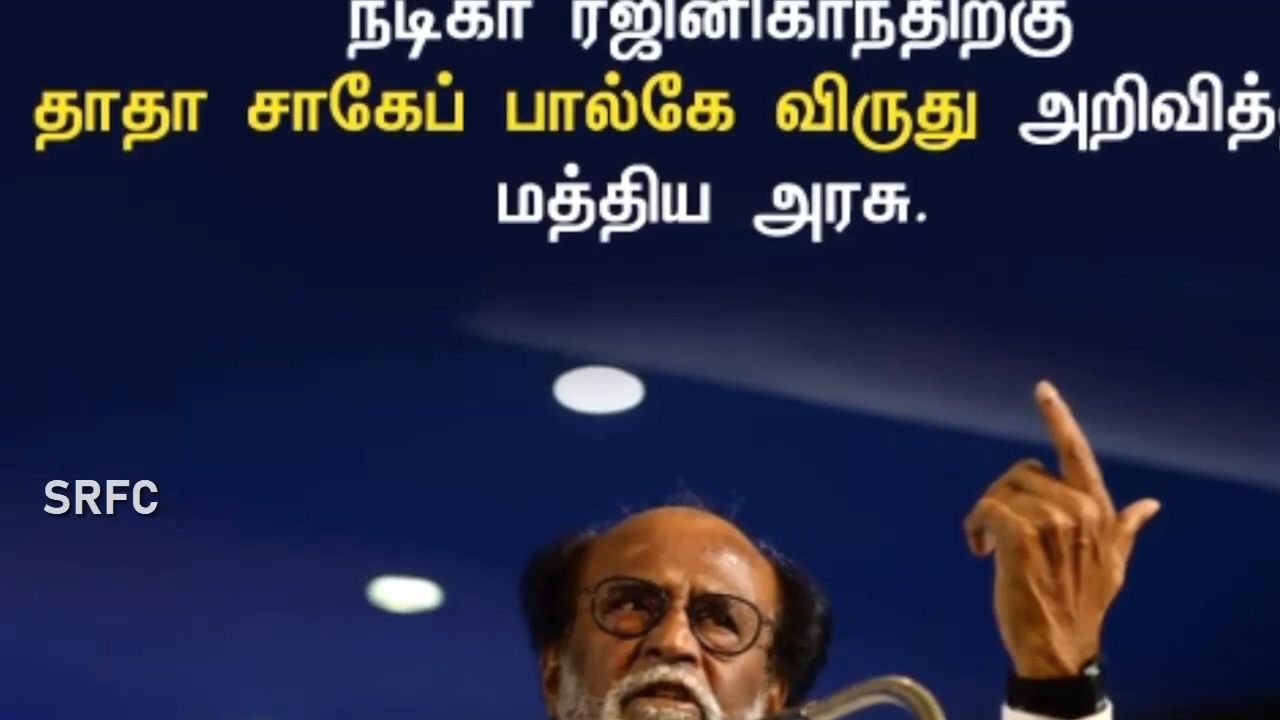 நடிகர் ரஜினிகாந்திற்கு
தாதா சாகேப் பால்கே விருது
மத்திய அரசு.
SRFC